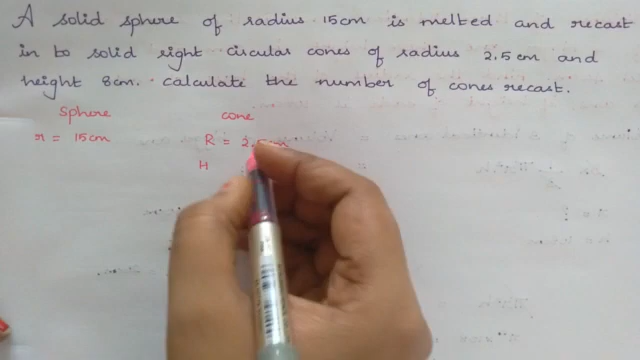 A solid sphere of radius 15cm is melted and recast
in to solid right circular cones of radius 2.5cm and
height 8cm. calculate the number of cones recast.
sphere cone
r = 15cm R = 2.5cm
H